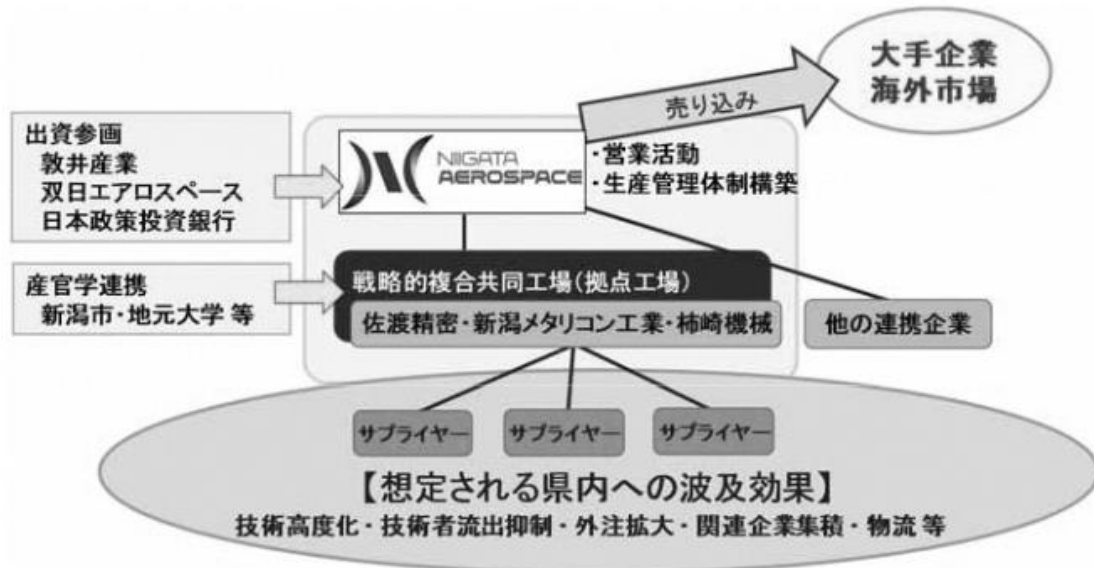 大手企業
海外市場
売り込み
出資参画
敦井産業
双日エアロスペース
日本政策投資銀行
NIIGATA
AEROSPACE
・営業活動
・生産管理体制構築
産官学連携
新潟市・地元大学 等
戦略的複合共同工場(拠点工場)
佐渡精密・新潟メタリコン工業・柿崎機械
他の連携企業
サプライヤー
サプライヤー
サプライヤー
【想定される県内への波及効果】
技術高度化・技術者流出抑制・外注拡大・関連企業集積・物流 等